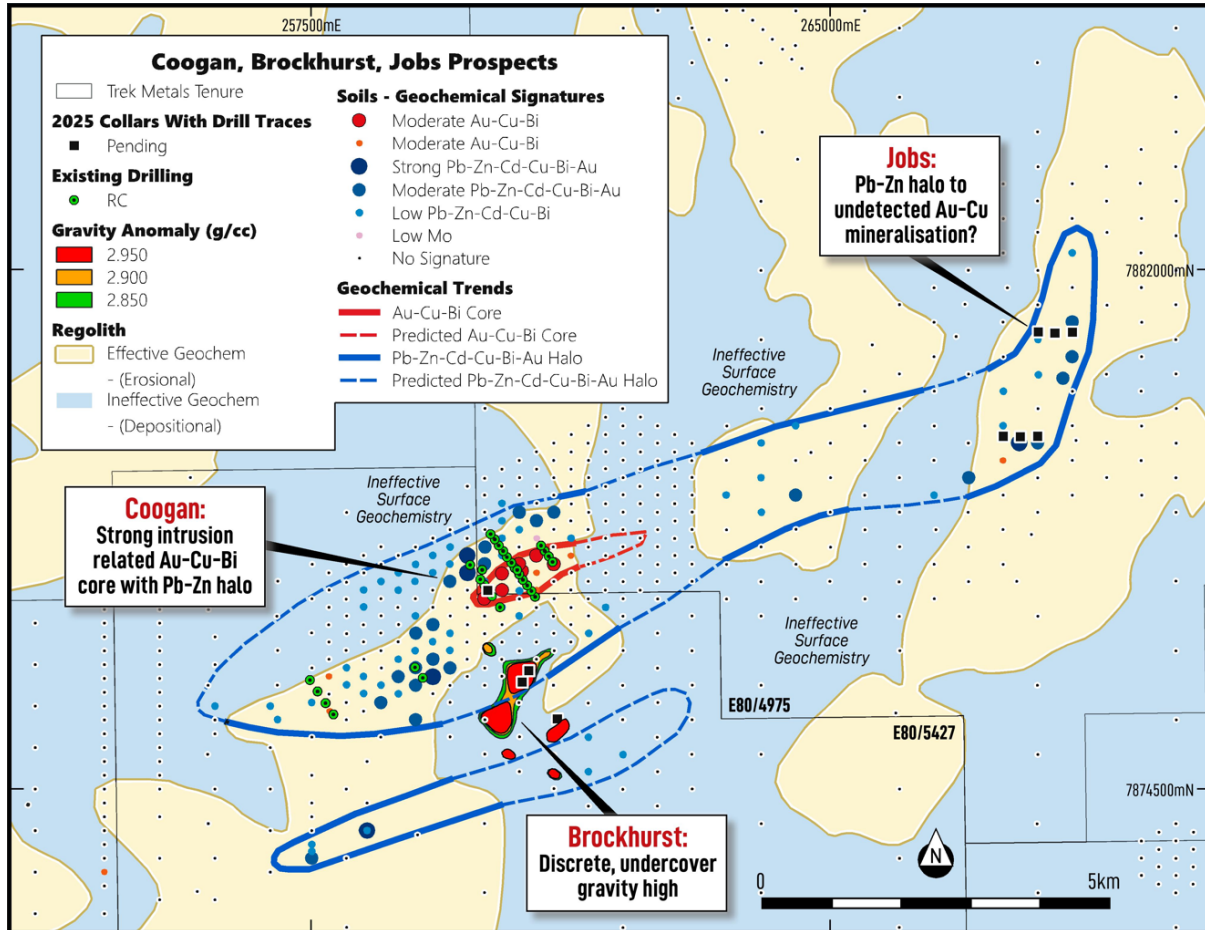 257500mE
265000mE
Coogan, Brockhurst, Jobs Prospects
Trek Metals Tenure
2025 Collars With Drill Traces
Pending
Existing Drilling
RC
Gravity Anomaly (g/cc)
2.950
2.900
2.850
Regolith
Effective Geochem
- (Erosional)
Ineffective Geochem
- (Depositional)
Soils - Geochemical Signatures
Moderate Au-Cu-Bi
Moderate Au-Cu-Bi
Strong Pb-Zn-Cd-Cu-Bi-Au
Moderate Pb-Zn-Cd-Cu-Bi-Au
Low Pb-Zn-Cd-Cu-Bi
Low Mo
No Signature
Geochemical Trends
Au-Cu-Bi Core
Predicted Au-Cu-Bi Core
Pb-Zn-Cd-Cu-Bi-Au Halo
Predicted Pb-Zn-Cd-Cu-Bi-Au Halo
Jobs:
Pb-Zn halo to
undetected Au-Cu
mineralisation?
7882000mN
Ineffective
Surface
Geochemistry
Ineffective
Surface
Geochemistry
Coogan:
Strong intrusion
related Au-Cu-Bi
core with Pb-Zn halo
Ineffective
Surface
Geochemistry
E80/4975
E80/5427
7874500mN
Brockhurst:
Discrete, undercover
gravity high
N
0
5km